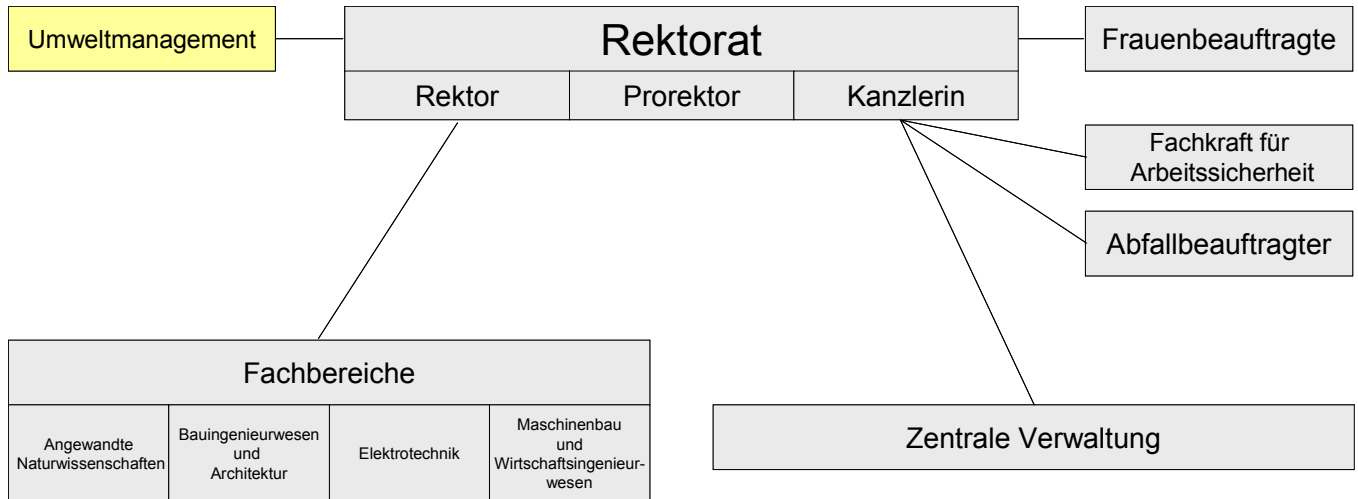 Umweltmanagement
Rektorat
Frauenbeauftragte
Rektor
Prorektor
Kanzlerin
Fachkraft für
Arbeitssicherheit
Abfallbeauftragter
Fachbereiche
Angewandte
Naturwissenschaften
Bauingenieurwesen
und
Architektur
Elektrotechnik
Maschinenbau
und
Wirtschaftsingenieur-
wesen
Zentrale Verwaltung